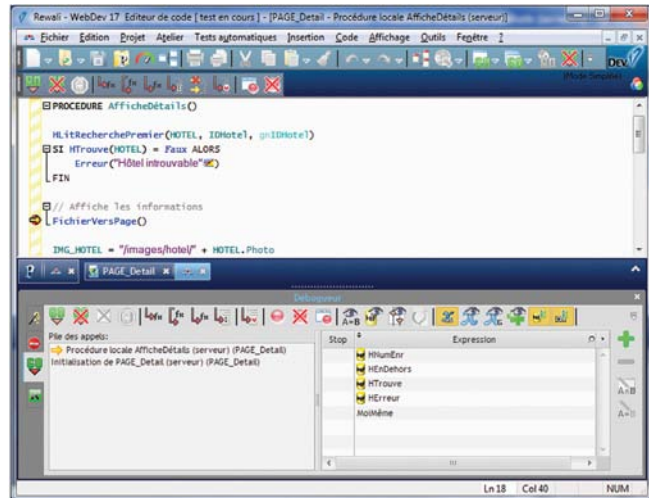 Rewali - WebDev 17 Editeur de code [ test en cours ] - [PAGE_Detail - Procédure locale AfficheDétails (serveur)]
Fichier Edition Projet Atelier Tests automatiques Insertion Code Affichage Outils Fenêtre ?
DEV
PROCEDURE AfficheDétails()
HLitRecherchePremier(HOTEL, IDHotel, gnIDHotel)
SI HTrouve(HOTEL) = Faux ALORS
Erreur("Hôtel introuvable")
FIN
// Affiche les informations
FichierVersPage()
IMG_HOTEL = "/images/hotel/" + HOTEL.Photo
PAGE_Detail
Débogueur
Pile des appels:
Procédure locale AfficheDétails (serveur) (PAGE_Detail)
Initialisation de PAGE_Detail (serveur) (PAGE_Detail)
Stop Expression
HNumEnr
HEnDehors
HTrouve
HErreur
MoiMême
A=B
Ln 18 Col 40 NUM